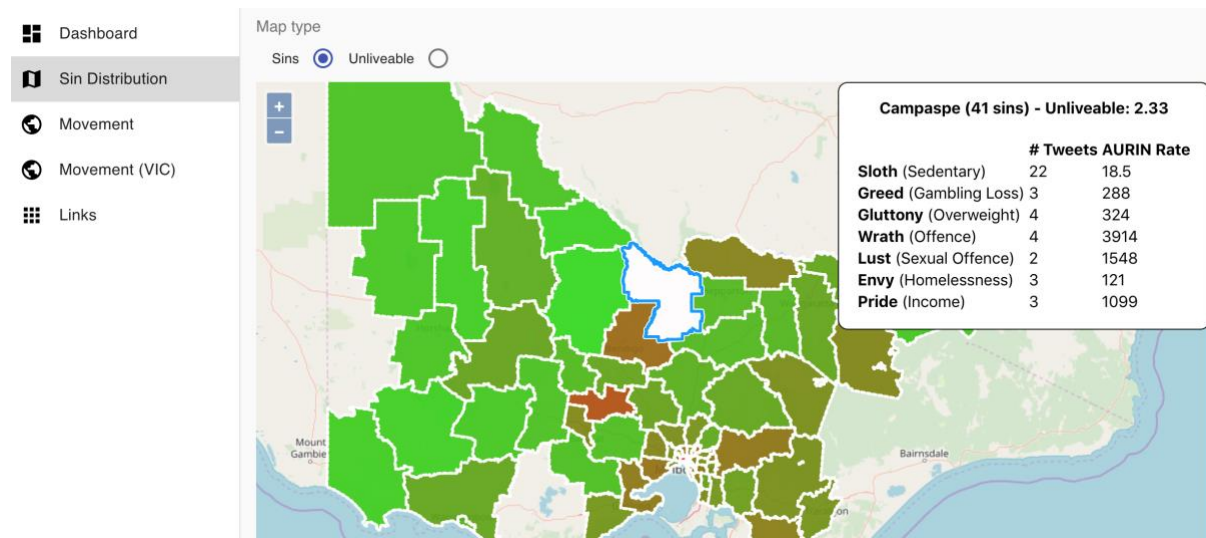 Dashboard
Sin Distribution
Movement
Movement (VIC)
Links
Map type
Sins
Unliveable
+
−
Campaspe (41 sins) - Unliveable: 2.33
# Tweets AURIN Rate
Sloth (Sedentary) 22 18.5
Greed (Gambling Loss) 3 288
Gluttony (Overweight) 4 324
Wrath (Offence) 4 3914
Lust (Sexual Offence) 2 1548
Envy (Homelessness) 3 121
Pride (Income) 3 1099
Mount
Gambie
Bairnsdale